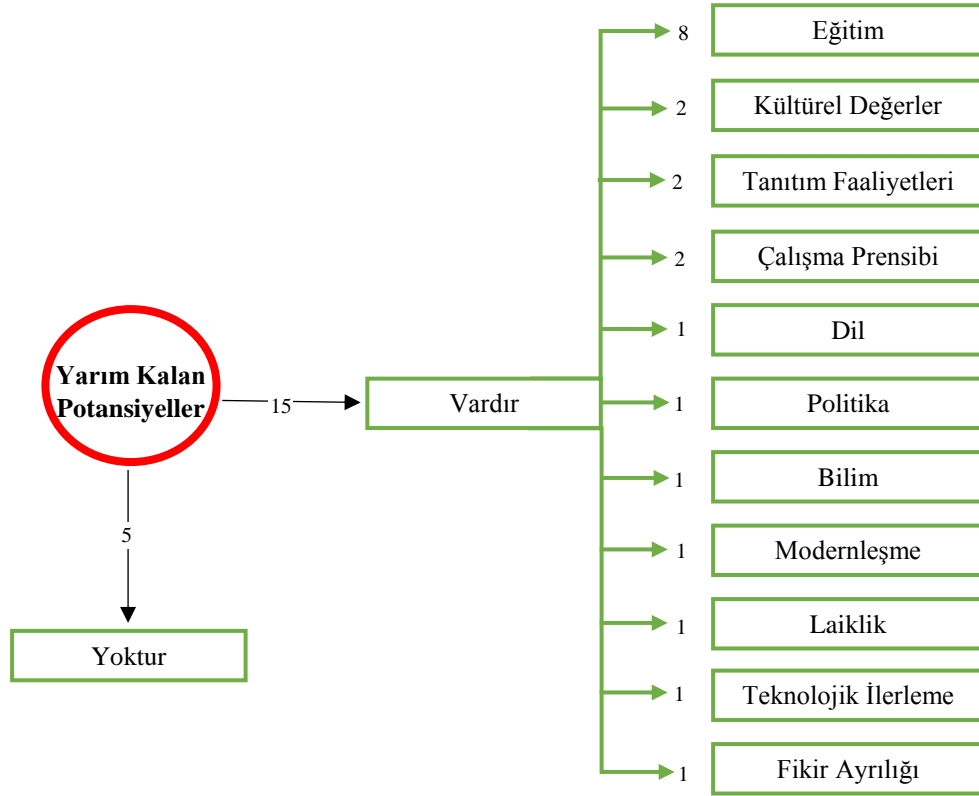 8 Eğitim
2 Kültürel Değerler
2 Tanıtım Faaliyetleri
2 Çalışma Prensibi
1 Dil
Yarım Kalan
Potansiyeller
15
Vardır
1 Politika
1 Bilim
5
1 Modernleşme
1 Laiklik
Yoktur
1 Teknolojik İlerleme
1 Fikir Ayrılığı